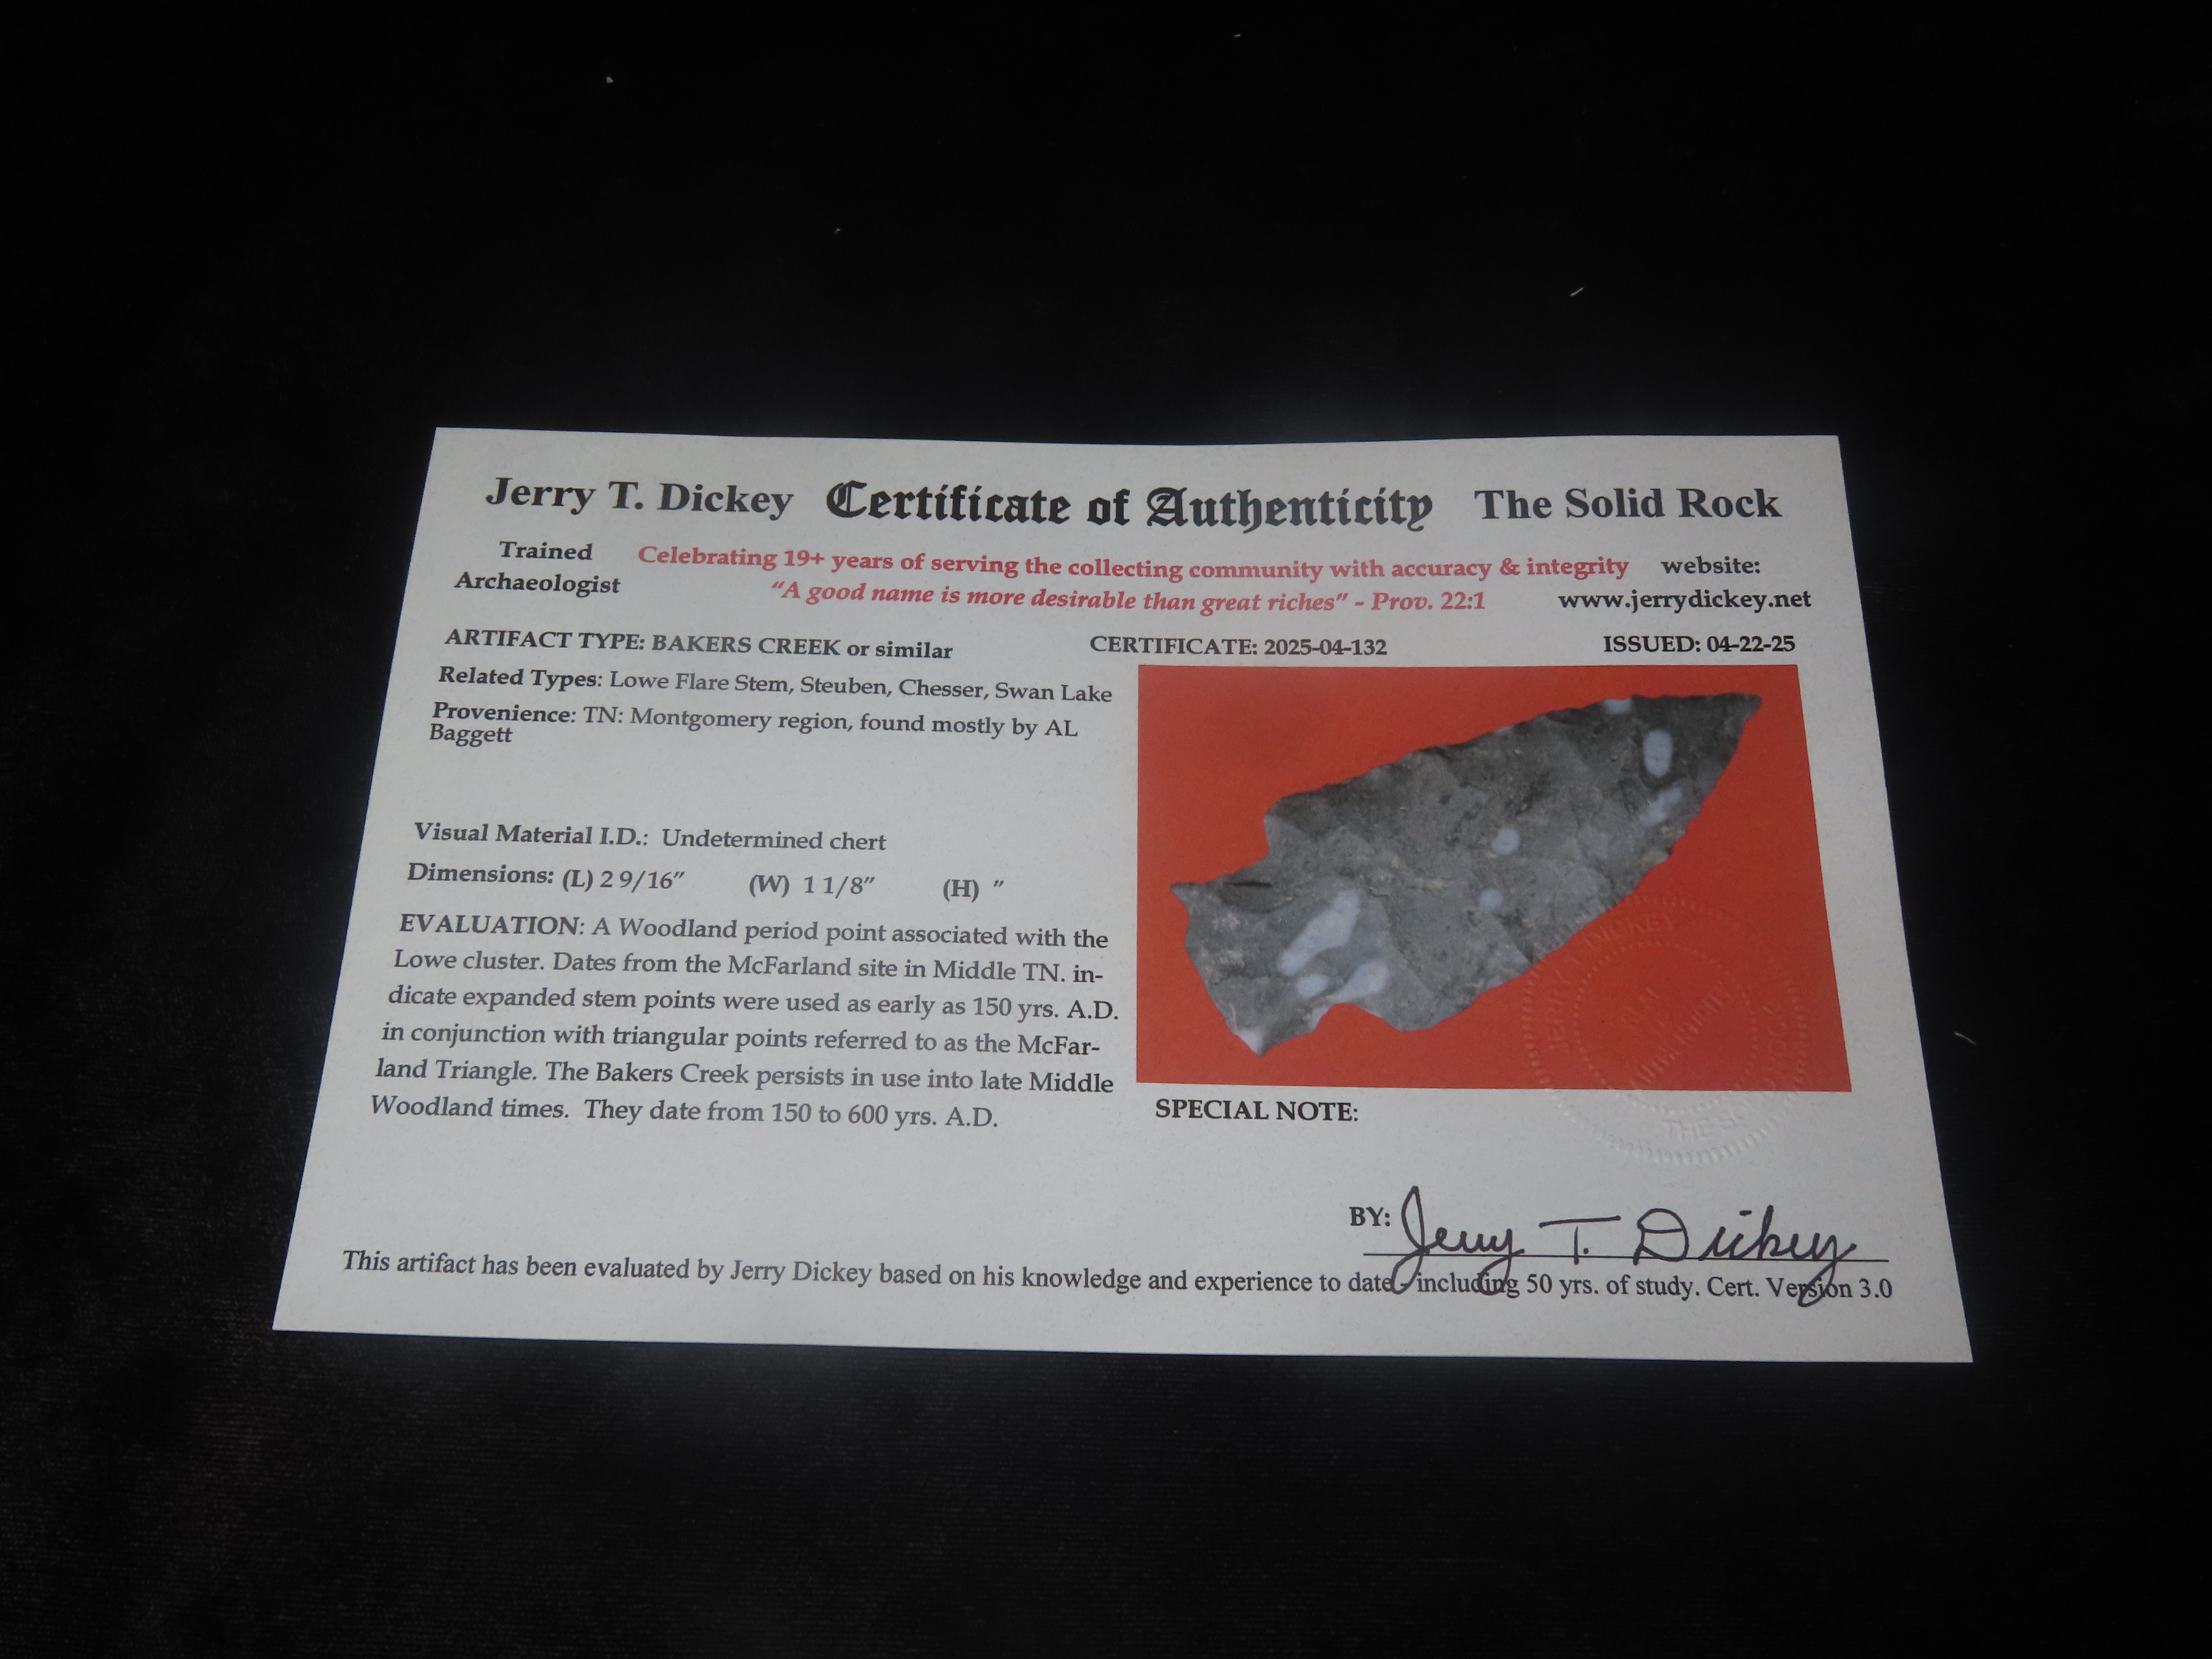 Jerry T. Dickey Certificate of Authenticity The Solid Rock
Trained Archaeologist
Celebrating 19+ years of serving the collecting community with accuracy & integrity
"A good name is more desirable than great riches" - Prov. 22:1
website:
www.jerrydickey.net
ARTIFACT TYPE: BAKERS CREEK or similar
CERTIFICATE: 2025-04-132
ISSUED: 04-22-25
Related Types: Lowe Flare Stem, Steuben, Chesser, Swan Lake
Provenience: TN: Montgomery region, found mostly by AL
Baggett
Visual Material I.D.: Undetermined chert
Dimensions: (L) 2 9/16" (W) 1 1/8" (H) "
EVALUATION: A Woodland period point associated with the
Lowe cluster. Dates from the McFarland site in Middle TN. in-
dicate expanded stem points were used as early as 150 yrs. A.D.
in conjunction with triangular points referred to as the McFar-
land Triangle. The Bakers Creek persists in use into late Middle
Woodland times. They date from 150 to 600 yrs. A.D.
JERRY T. DICKEY
SPECIAL NOTE:
BY: Jerry T. Dickey
This artifact has been evaluated by Jerry Dickey based on his knowledge and experience to date - including 50 yrs. of study. Cert. Version 3.0